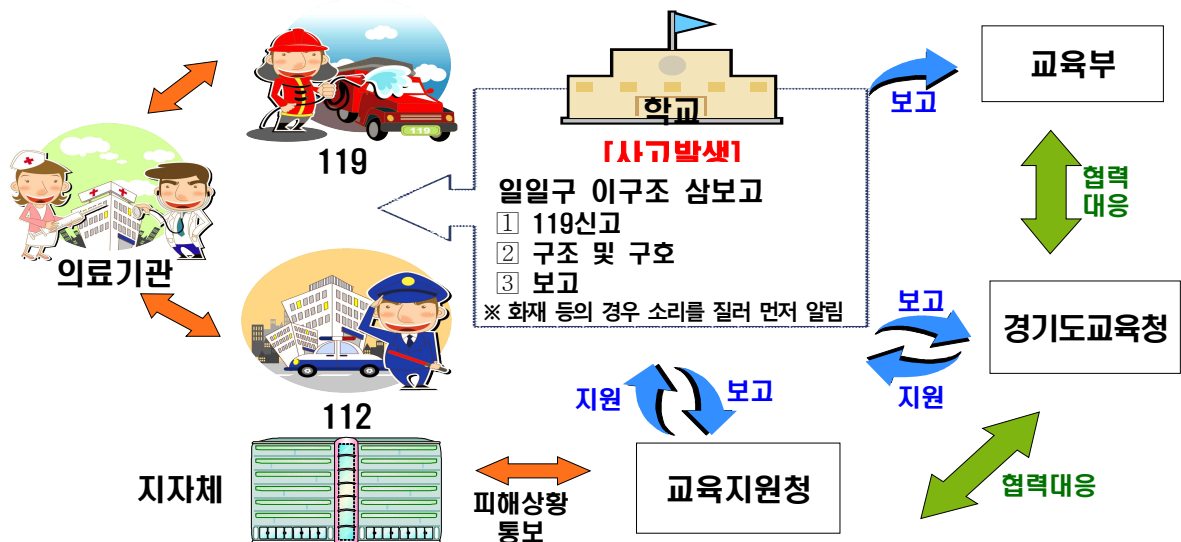 119
119
의료기관
112
지자체
피해상황
통보
학교
[사고발생]
일일구 이구조 삼보고
1 119신고
2 구조 및 구호
3 보고
※ 화재 등의 경우 소리를 질러 먼저 알림
지원
보고
교육지원청
보고
교육부
협력
대응
보고
지원
경기도교육청
협력대응